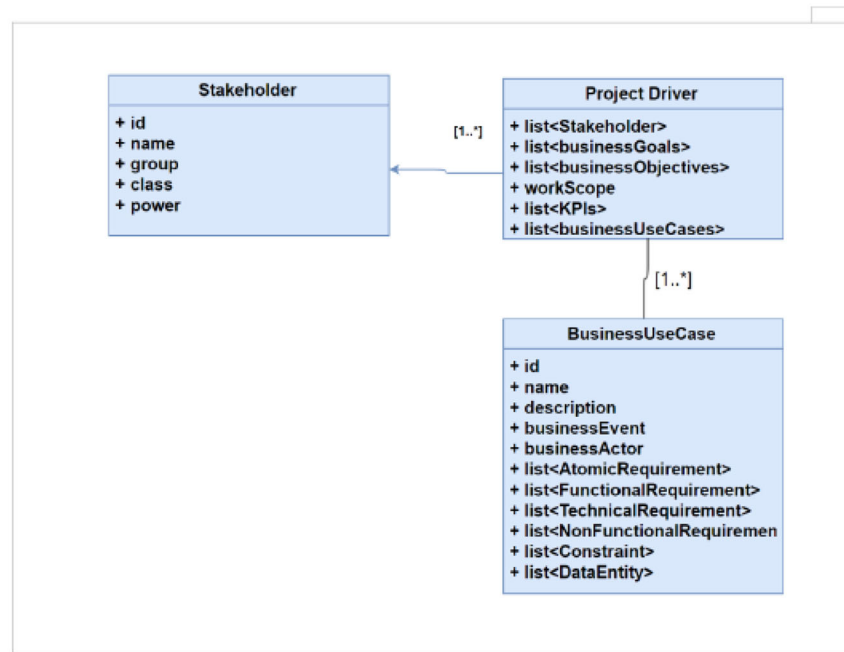 Stakeholder
+ id
+ name
+ group
+ class
+ power
[1..*]
Project Driver
+ list<Stakeholder>
+ list<businessGoals>
+ list<businessObjectives>
+ workScope
+ list<KPIs>
+ list<businessUseCases>
[1..*]
BusinessUseCase
+ id
+ name
+ description
+ businessEvent
+ businessActor
+ list<AtomicRequirement>
+ list<FunctionalRequirement>
+ list<TechnicalRequirement>
+ list<NonFunctionalRequiremen
+ list<Constraint>
+ list<DataEntity>